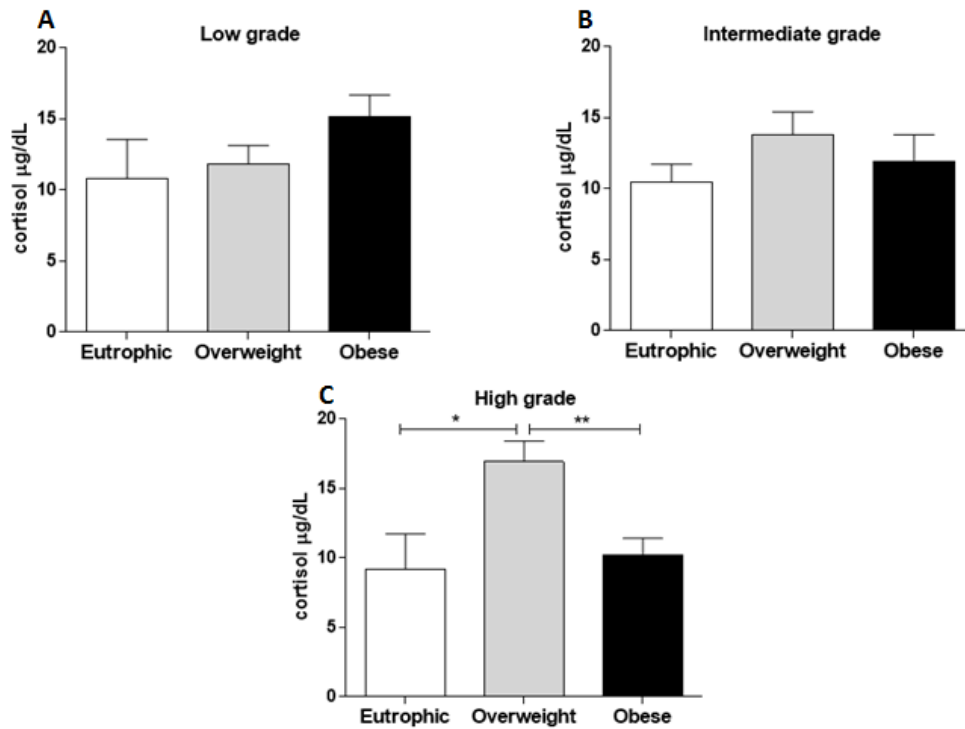 A
Low grade
20
15
10
5
0
cortisol µg/dL
Eutrophic Overweight Obese
B
Intermediate grade
20
15
10
5
0
cortisol µg/dL
Eutrophic Overweight Obese
C
High grade
* **
20
15
10
5
0
cortisol µg/dL
Eutrophic Overweight Obese